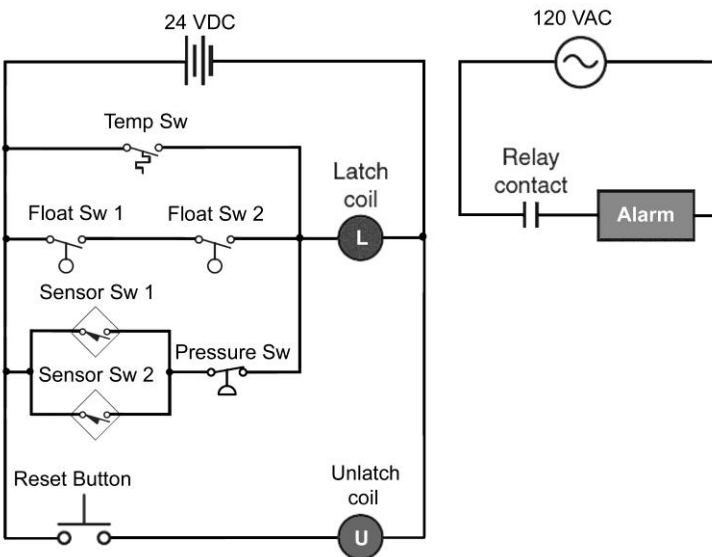 24 VDC
120 VAC
Temp Sw
Latch
coil
Relay
contact
Float Sw 1
Float Sw 2
L
Alarm
Sensor Sw 1
Pressure Sw
Sensor Sw 2
Reset Button
Unlatch
coil
U